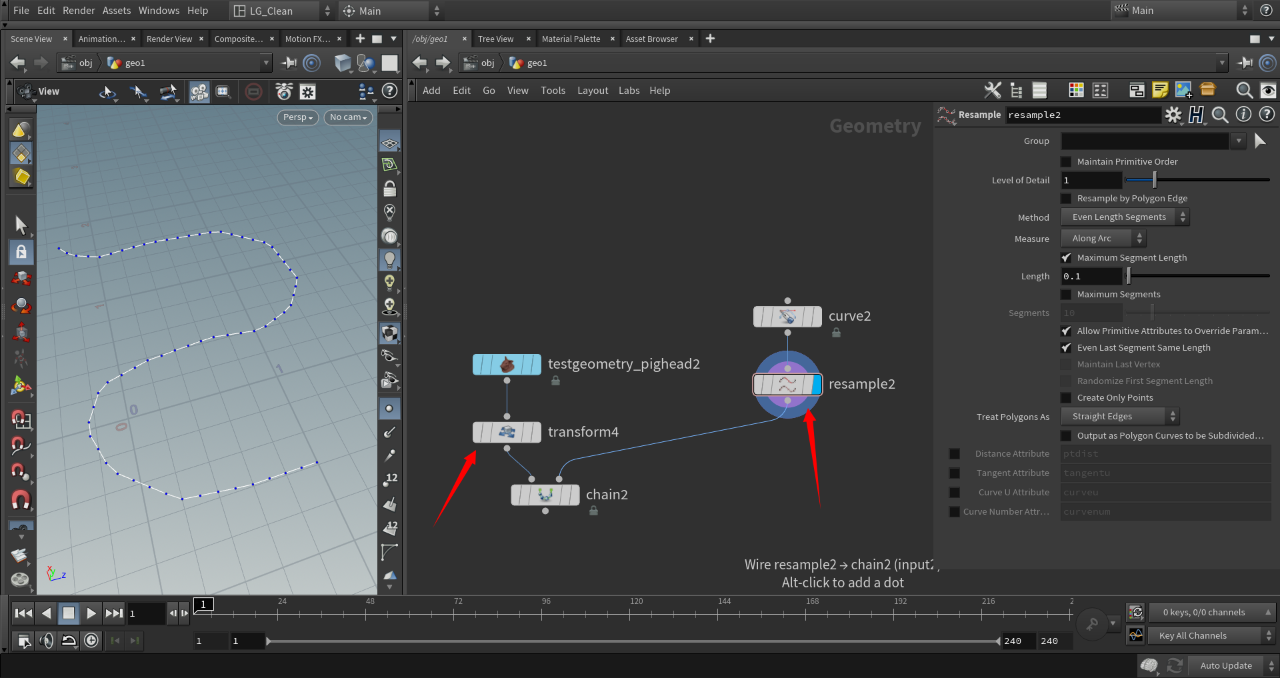 File Edit Render Assets Windows Help LG_Clean Main Main
Scene View Animation... Render View Composite... Motion FX... /obj/geo1 Tree View Material Palette Asset Browser
obj geo1 obj geo1
View Add Edit Go View Tools Layout Labs Help
Persp No cam
Geometry
Resample resample2
Group
Maintain Primitive Order
Level of Detail 1
Resample by Polygon Edge
Method Even Length Segments
Measure Along Arc
Maximum Segment Length
Length 0.1
Maximum Segments
Segments 10
Allow Primitive Attributes to Override Param...
Even Last Segment Same Length
Maintain Last Vertex
Randomize First Segment Length
Create Only Points
Treat Polygons As Straight Edges
Output as Polygon Curves to be Subdivided...
Distance Attribute ptdist
Tangent Attribute tangentu
Curve U Attribute curveu
Curve Number Attr... curvenum
curve2
testgeometry_pighead2
resample2
transform4
chain2
Wire resample2 → chain2 (input2
Alt-click to add a dot
1
0
0
12
12
X
Z
1 1 24 48 72 96 120 144 168 192 216 2
1 1 240 240
0 keys, 0/0 channels
Key All Channels
Auto Update